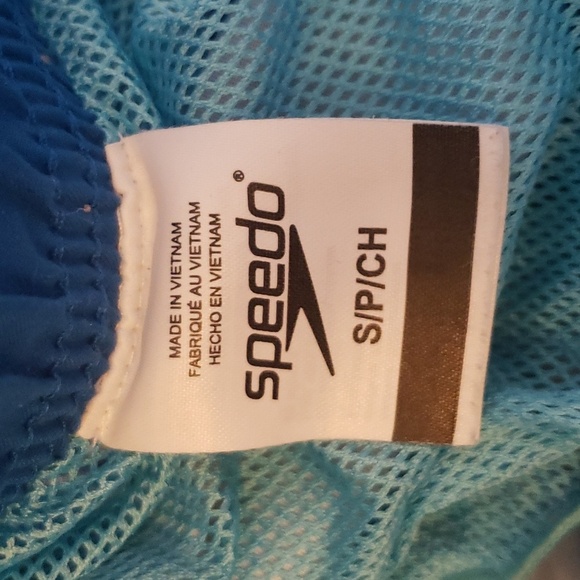 MADE IN VIETNAM
FABRIQUÉ AU VIETNAM
HECHO EN VIETNAM
speedo®
S/P/CH